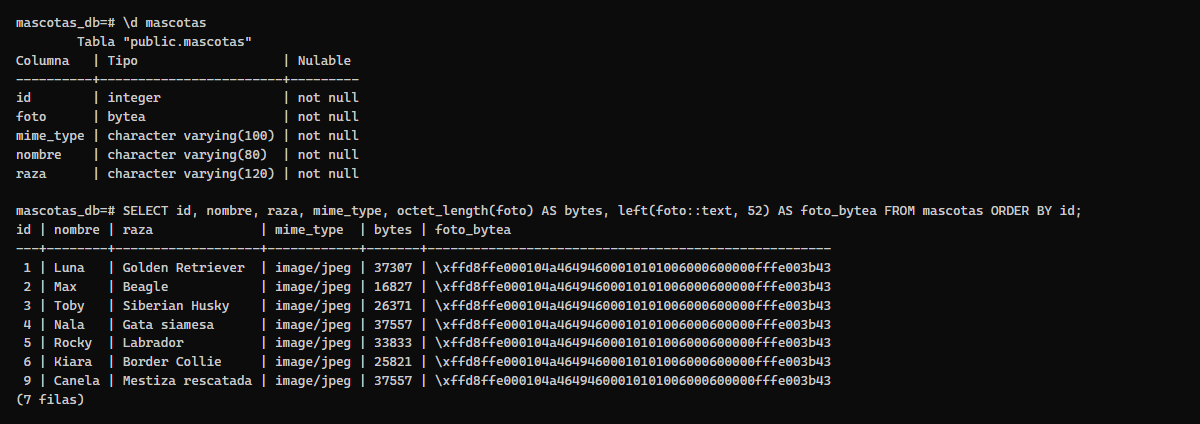 mascotas_db=# \d mascotas
        Tabla "public.mascotas"
Columna   | Tipo                   | Nulable
----------+------------------------+---------
id        | integer                | not null
foto      | bytea                  | not null
mime_type | character varying(100) | not null
nombre    | character varying(80)  | not null
raza      | character varying(120) | not null
mascotas_db=# SELECT id, nombre, raza, mime_type, octet_length(foto) AS bytes, left(foto::text, 52) AS foto_bytea FROM mascotas ORDER BY id;
id | nombre | raza              | mime_type  | bytes | foto_bytea
---+--------+-------------------+------------+-------+-----------------------------------------------------
 1 | Luna   | Golden Retriever  | image/jpeg | 37307 | \xffd8ffe000104a46494600010101006000600000fffe003b43
 2 | Max    | Beagle            | image/jpeg | 16827 | \xffd8ffe000104a46494600010101006000600000fffe003b43
 3 | Toby   | Siberian Husky    | image/jpeg | 26371 | \xffd8ffe000104a46494600010101006000600000fffe003b43
 4 | Nala   | Gata siamesa      | image/jpeg | 37557 | \xffd8ffe000104a46494600010101006000600000fffe003b43
 5 | Rocky  | Labrador          | image/jpeg | 33833 | \xffd8ffe000104a46494600010101006000600000fffe003b43
 6 | Kiara  | Border Collie     | image/jpeg | 25821 | \xffd8ffe000104a46494600010101006000600000fffe003b43
 9 | Canela | Mestiza rescatada | image/jpeg | 37557 | \xffd8ffe000104a46494600010101006000600000fffe003b43
(7 filas)